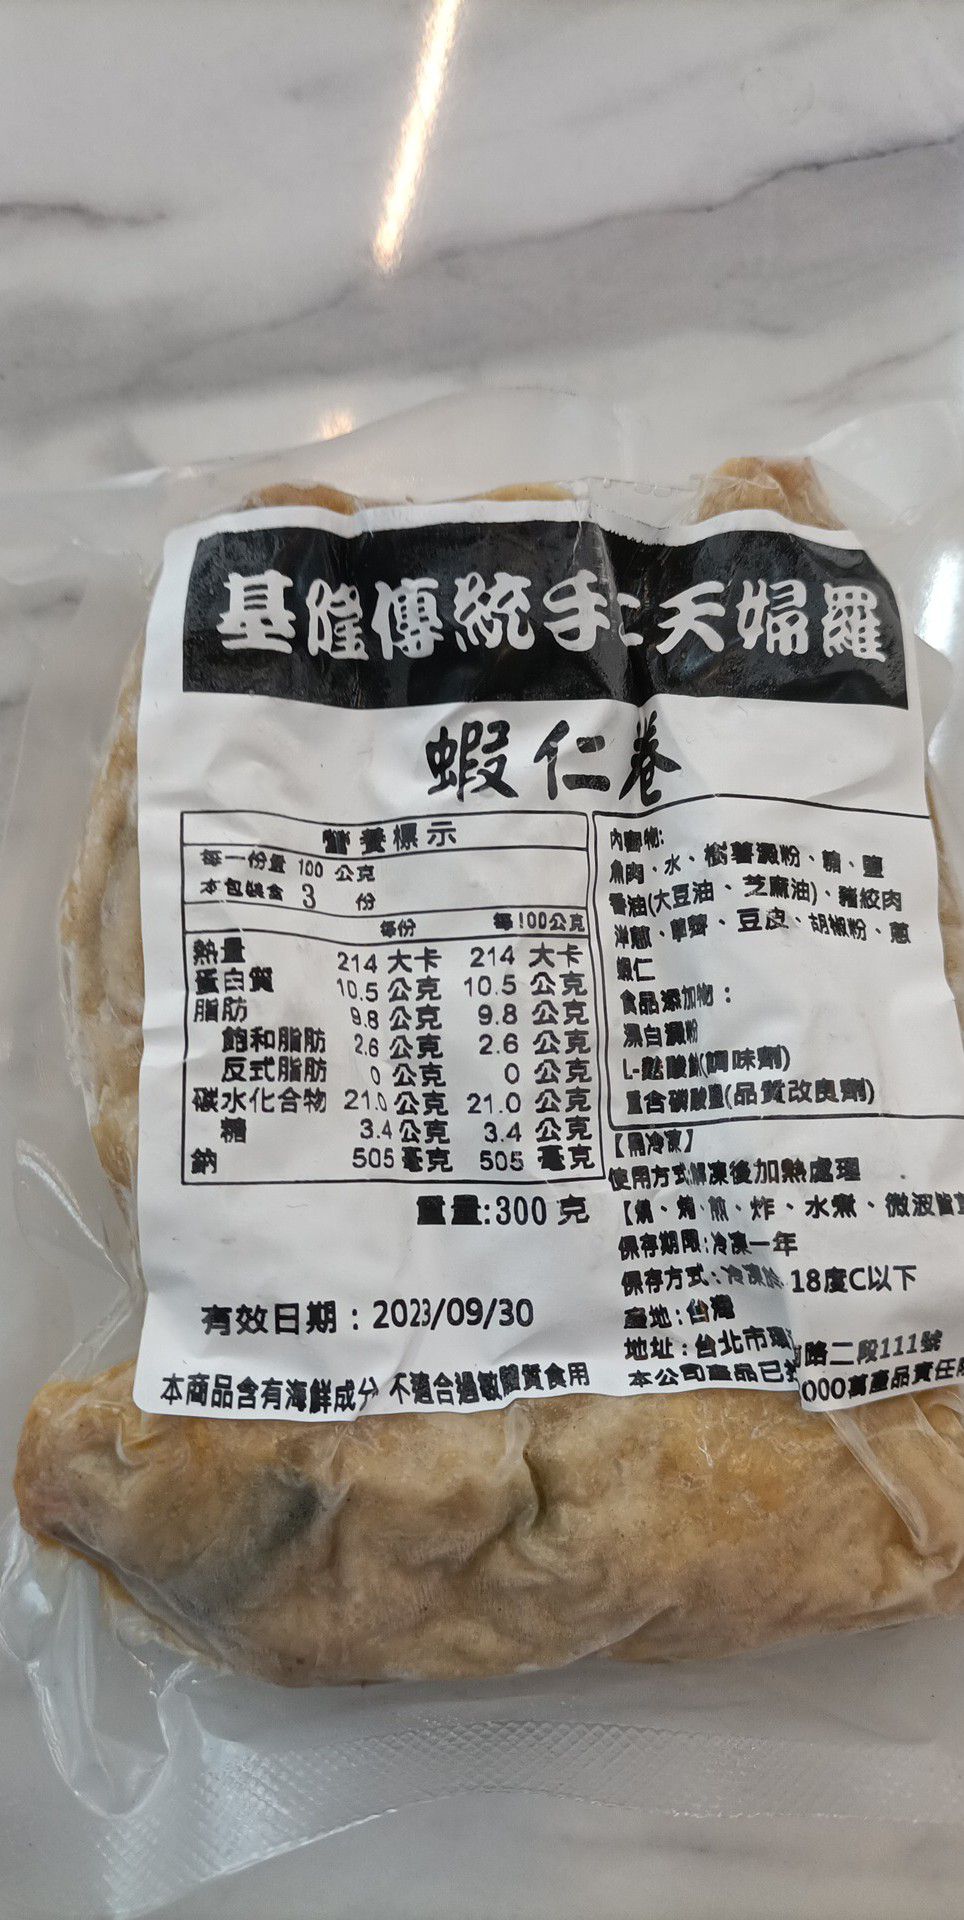 基隆傳統手工天婦羅
蝦仁卷
營養標示
每一份量 100 公克
本包裝含 3 份
每份 每100公克
熱量 214 大卡 214 大卡
蛋白質 10.5 公克 10.5 公克
脂肪 9.8 公克 9.8 公克
飽和脂肪 2.6 公克 2.6 公克
反式脂肪 0 公克 0 公克
碳水化合物 21.0 公克 21.0 公克
糖 3.4 公克 3.4 公克
鈉 505 毫克 505 毫克
重量:300 克
有效日期：2023/09/30
本商品含有海鮮成分 不適合過敏體質食用
內容物:
魚肉、水、樹薯澱粉、糖、鹽
香油(大豆油、芝麻油)、豬絞肉
洋蔥、荸薺、豆皮、胡椒粉、蔥
蝦仁
食品添加物：
漂白澱粉
L-麩酸鈉(調味劑)
重合磷酸鹽(品質改良劑)
【需冷凍】
使用方式:解凍後加熱處理
【燒、烤、煎、炸、水煮、微波皆
保存期限:冷凍一年
保存方式:冷凍於 18度C以下
產地:台灣
地址:台北市環 路二段111號
本公司產品已 000萬產品責任